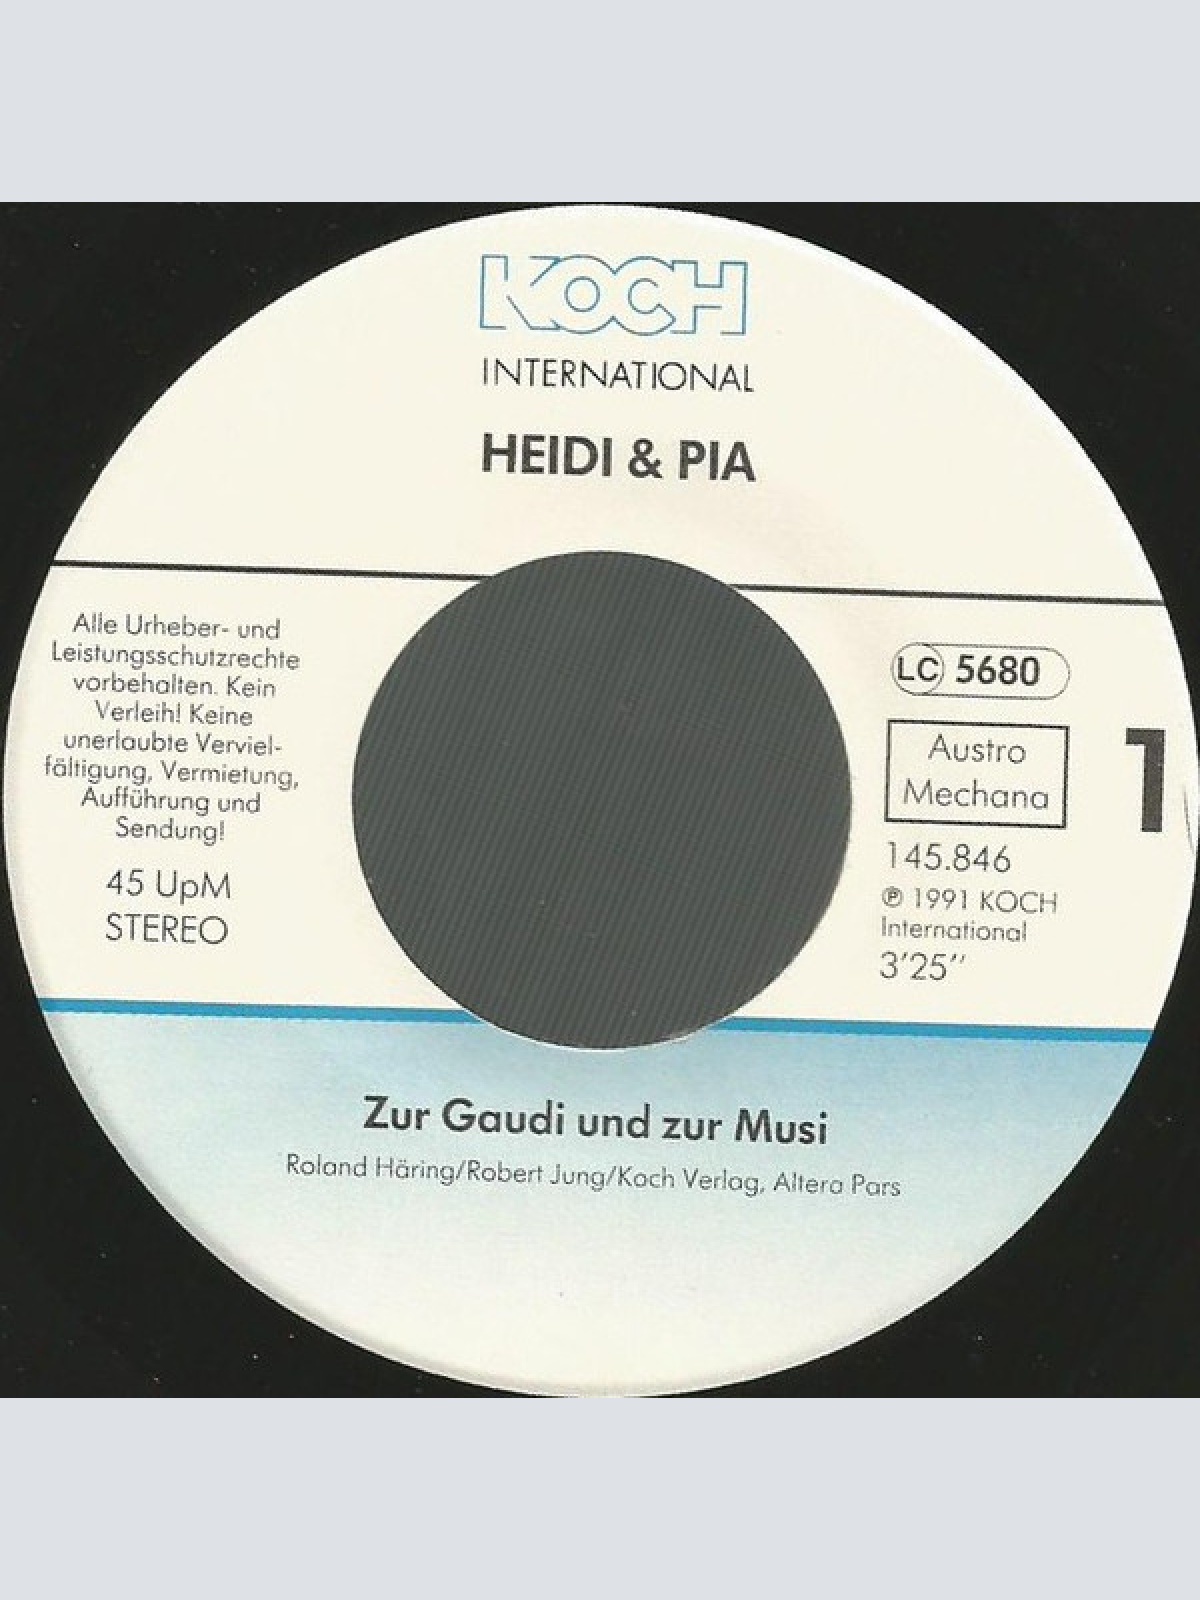 KOCH
INTERNATIONAL
HEIDI & PIA
Alle Urheber- und
Leistungsschutzrechte
vorbehalten. Kein
Verleih! Keine
unerlaubte Verviel-
fältigung, Vermietung,
Aufführung und
Sendung!
45 UpM
STEREO
LC 5680
Austro
Mechana
1
145.846
℗ 1991 KOCH
International
3'25''
Zur Gaudi und zur Musi
Roland Häring/Robert Jung/Koch Verlag, Altera Pars